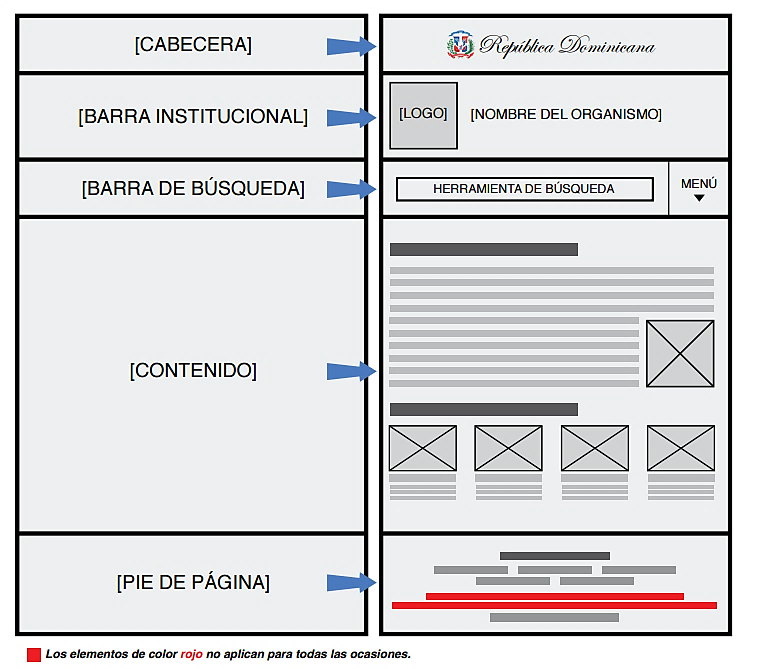 [CABECERA]
República Dominicana
[BARRA INSTITUCIONAL]
[LOGO]
[NOMBRE DEL ORGANISMO]
[BARRA DE BÚSQUEDA]
HERRAMIENTA DE BÚSQUEDA
MENÚ
[CONTENIDO]
[PIE DE PÁGINA]
Los elementos de color rojo no aplican para todas las ocasiones.